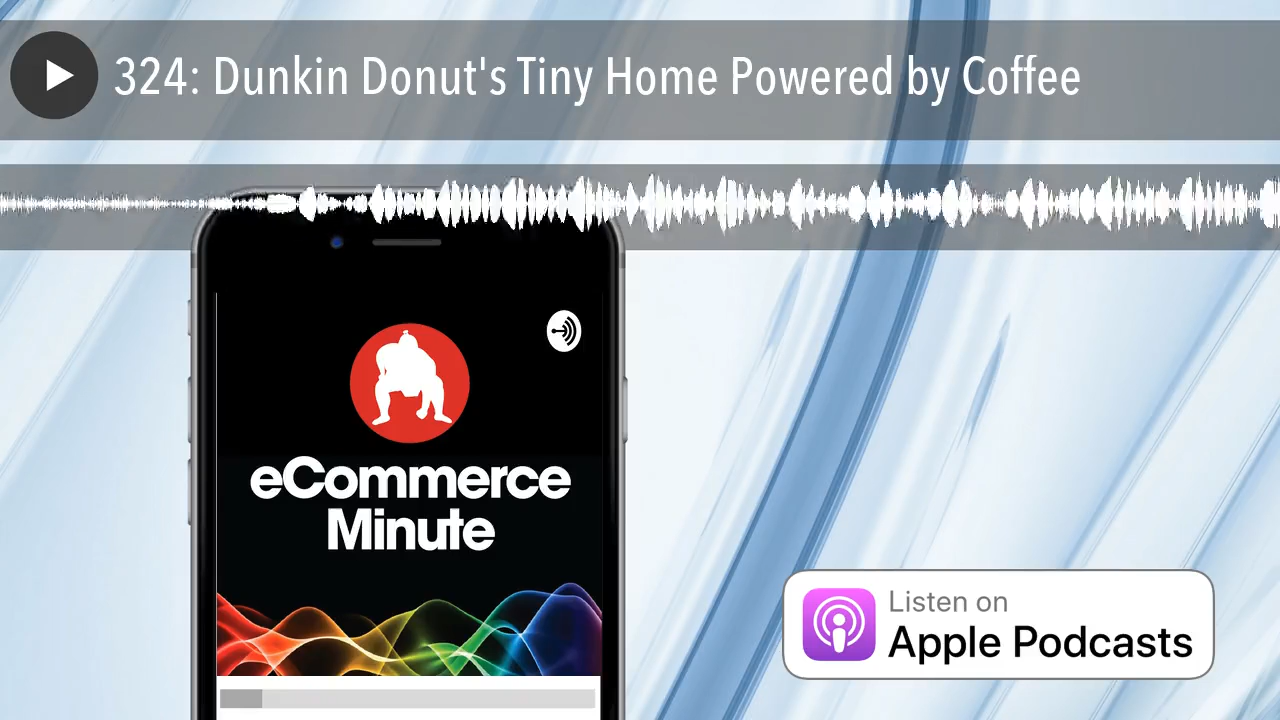 324: Dunkin Donut's Tiny Home Powered by Coffee
eCommerce
Minute
Listen on
Apple Podcasts